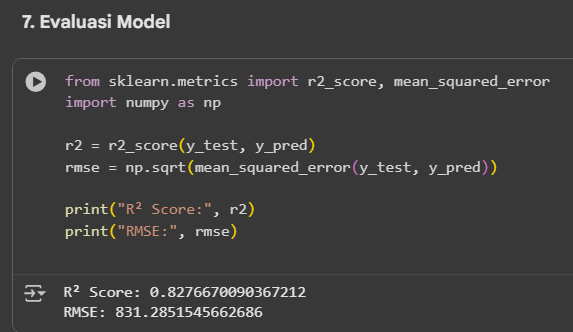 7. Evaluasi Model
from sklearn.metrics import r2_score, mean_squared_error
import numpy as np
r2 = r2_score(y_test, y_pred)
rmse = np.sqrt(mean_squared_error(y_test, y_pred))
print("R² Score:", r2)
print("RMSE:", rmse)
R² Score: 0.8276670090367212
RMSE: 831.2851545662686